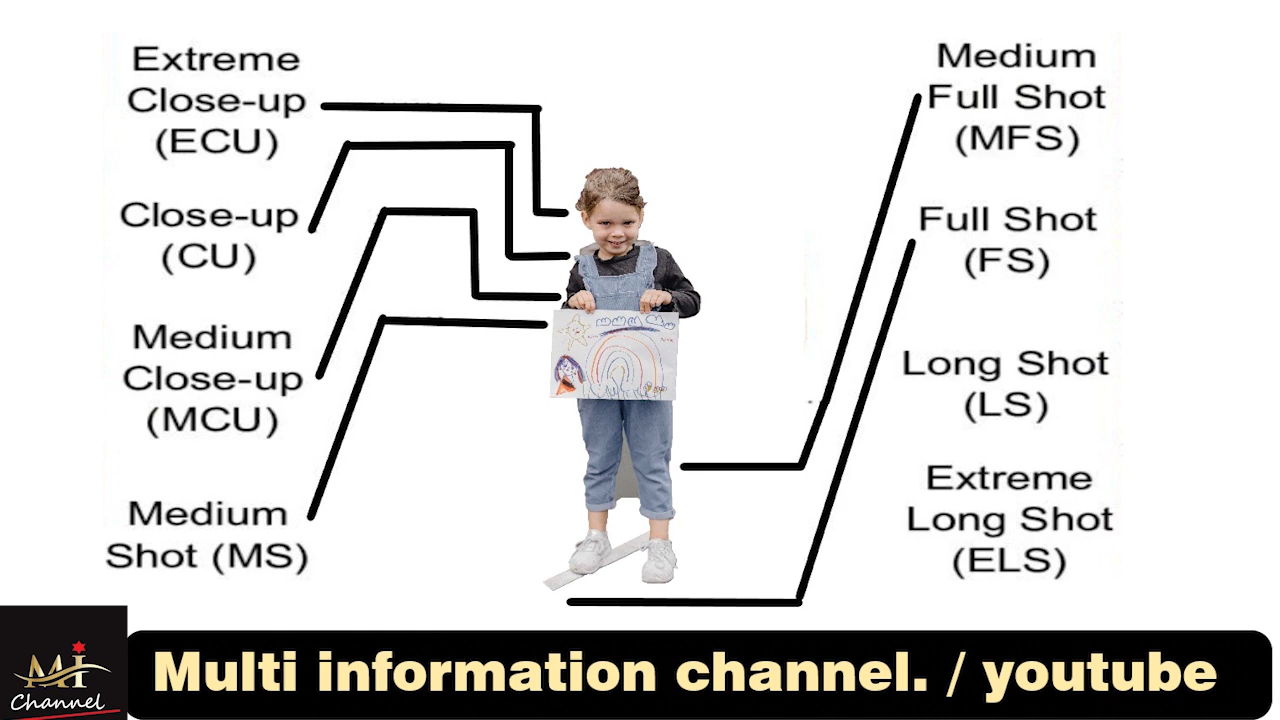 Extreme
Close-up
(ECU)
Close-up
(CU)
Medium
Close-up
(MCU)
Medium
Shot (MS)
Medium
Full Shot
(MFS)
Full Shot
(FS)
Long Shot
(LS)
Extreme
Long Shot
(ELS)
MI
Channel
Multi information channel. / youtube